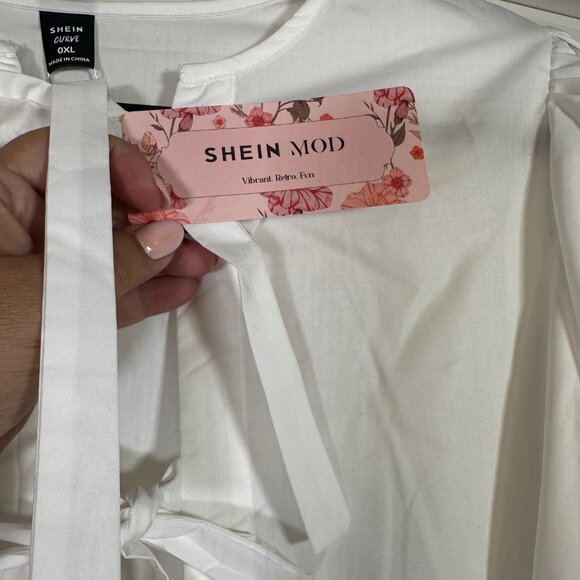 SHEIN
CURVE
0XL
MADE IN CHINA
SHEIN MOD
Vibrant. Retro. Fun